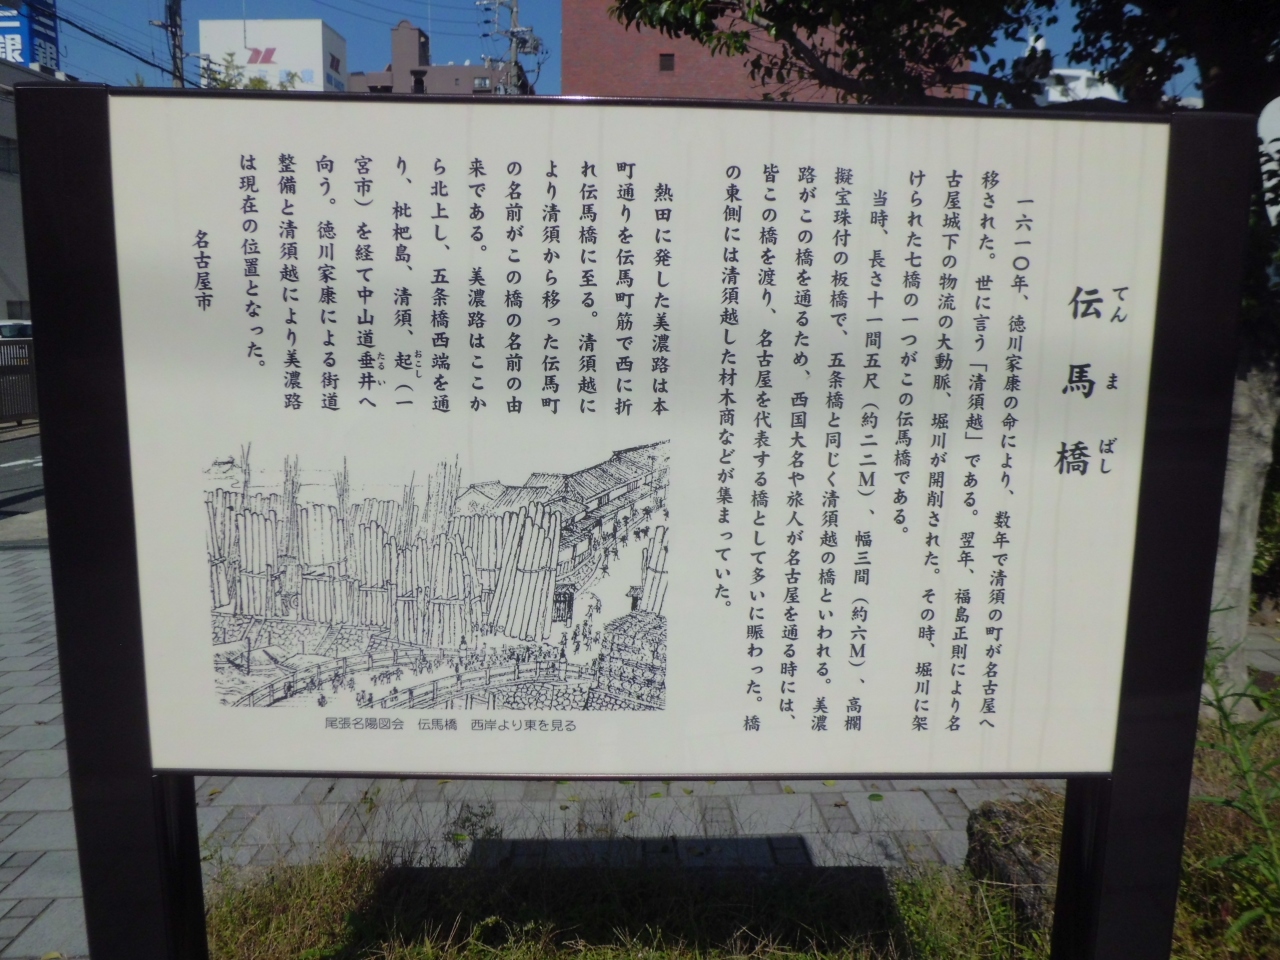 伝馬橋
てんまばし
一六一〇年、徳川家康の命により、数年で清須の町が名古屋へ
移された。世に言う「清須越」である。翌年、福島正則により名
古屋城下の物流の大動脈、堀川が開削された。その時、堀川に架
けられた七橋の一つがこの伝馬橋である。
当時、長さ十一間五尺（約二二M）、幅三間（約六M）、高欄
擬宝珠付の板橋で、五条橋と同じく清須越の橋といわれる。美濃
路がこの橋を通るため、西国大名や旅人が名古屋を通る時には、
皆この橋を渡り、名古屋を代表する橋として多いに賑わった。橋
の東側には清須越した材木商などが集まっていた。
熱田に発した美濃路は本
町通りを伝馬町筋で西に折
れ伝馬橋に至る。清須越に
より清須から移った伝馬町
の名前がこの橋の名前の由
来である。美濃路はここか
ら北上し、五条橋西端を通
り、枇杷島、清須、起（一
おこし
宮市）を経て中山道垂井へ
たるい
向う。徳川家康による街道
整備と清須越により美濃路
は現在の位置となった。
名古屋市
尾張名陽図会　伝馬橋　西岸より東を見る
銀